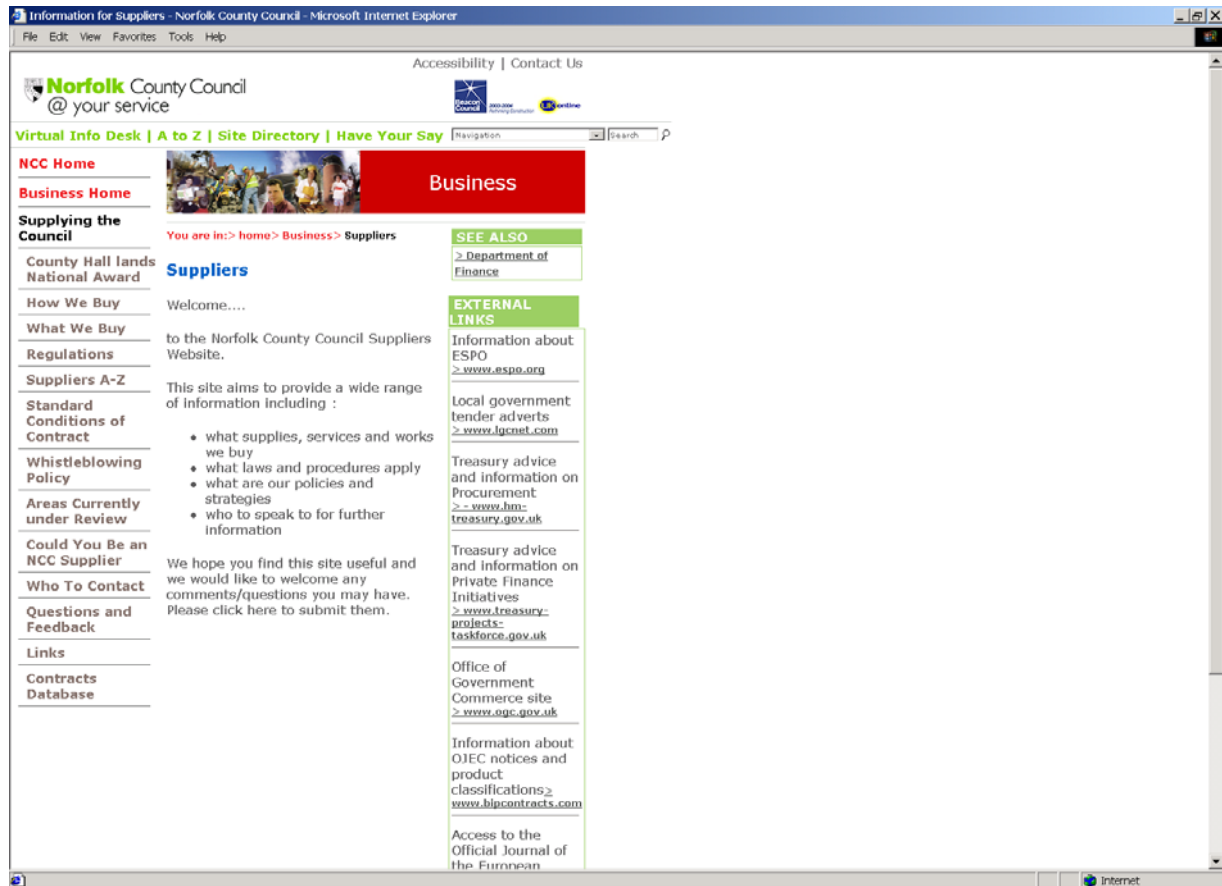 Information for Suppliers - Norfolk County Council - Microsoft Internet Explorer
File Edit View Favorites Tools Help
Accessibility | Contact Us
Norfolk County Council
@ your service
Beacon Council
2003-2004
UK online
Virtual Info Desk | A to Z | Site Directory | Have Your Say
Navigation
Search
NCC Home
Business Home
Supplying the
Council
County Hall lands
National Award
How We Buy
What We Buy
Regulations
Suppliers A-Z
Standard
Conditions of
Contract
Whistleblowing
Policy
Areas Currently
under Review
Could You Be an
NCC Supplier
Who To Contact
Questions and
Feedback
Links
Contracts
Database
Business
You are in:> home> Business> Suppliers
Suppliers
Welcome....
to the Norfolk County Council Suppliers
Website.
This site aims to provide a wide range
of information including :
• what supplies, services and works
we buy
• what laws and procedures apply
• what are our policies and
strategies
• who to speak to for further
information
We hope you find this site useful and
we would like to welcome any
comments/questions you may have.
Please click here to submit them.
SEE ALSO
> Department of
Finance
EXTERNAL
LINKS
Information about
ESPO
> www.espo.org
Local government
tender adverts
> www.lgcnet.com
Treasury advice
and information on
Procurement
> - www.hm-
treasury.gov.uk
Treasury advice
and information on
Private Finance
Initiatives
> www.treasury-
projects-
taskforce.gov.uk
Office of
Government
Commerce site
> www.ogc.gov.uk
Information about
OJEC notices and
product
classifications>
www.bipcontracts.com
Access to the
Official Journal of
the European
Internet